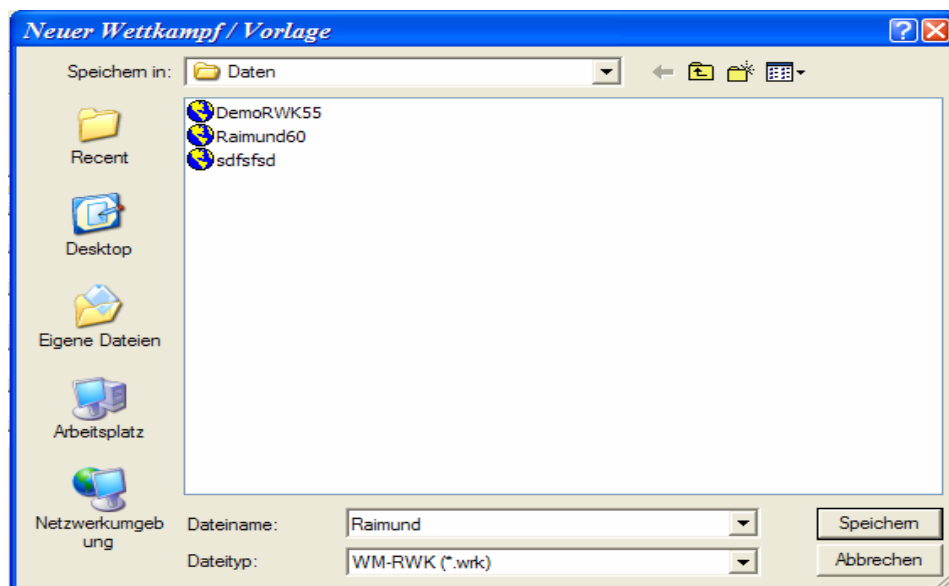 Neuer Wettkampf / Vorlage
Speichern in: Daten
DemoRWK55
Raimund60
sdfsfsd
Recent
Desktop
Eigene Dateien
Arbeitsplatz
Netzwerkumgeb
ung
Dateiname: Raimund Speichern
Dateityp: WM-RWK (*.wrk) Abbrechen